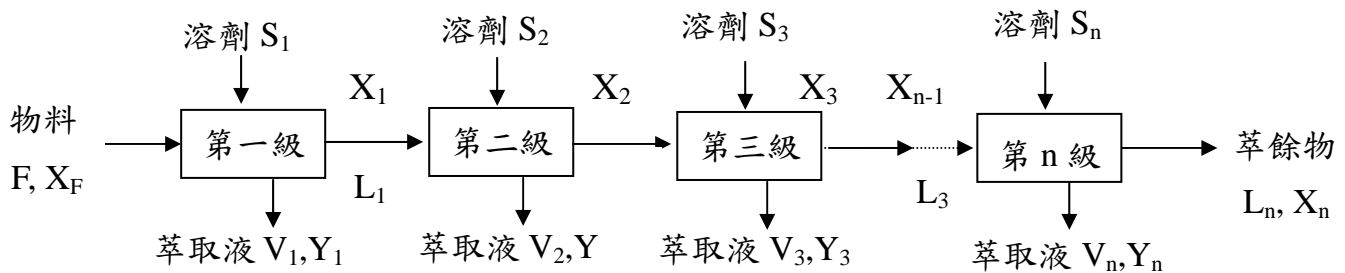 溶劑 S1 溶劑 S2 溶劑 S3 溶劑 Sn
X1 X2 X3 Xn-1
物料 第一級 第二級 第三級 第 n 級 萃餘物
F, XF L1 L3 Ln, Xn
萃取液 V1,Y1 萃取液 V2,Y 萃取液 V3,Y3 萃取液 Vn,Yn